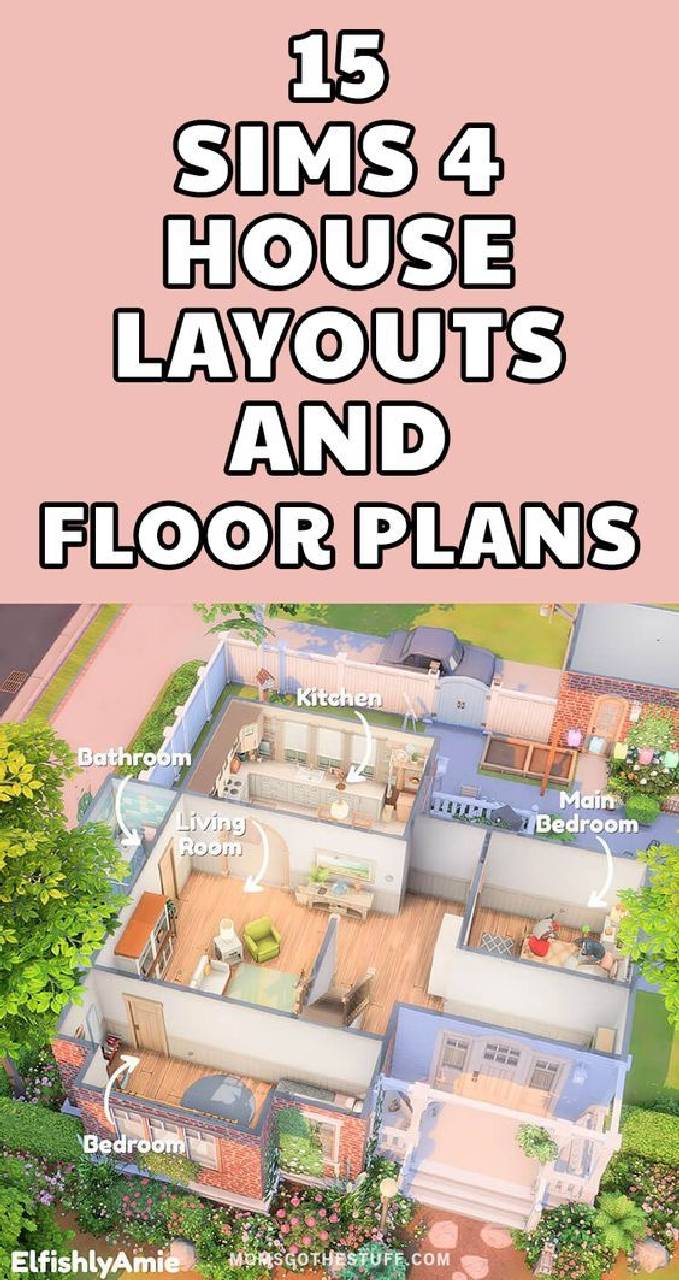 15
SIMS 4
HOUSE
LAYOUTS
AND
FLOOR PLANS
Kitchen
Bathroom
Living
Room
Main
Bedroom
Bedroom
ElfishlyAmie
MOMSGOTHESTUFF.COM